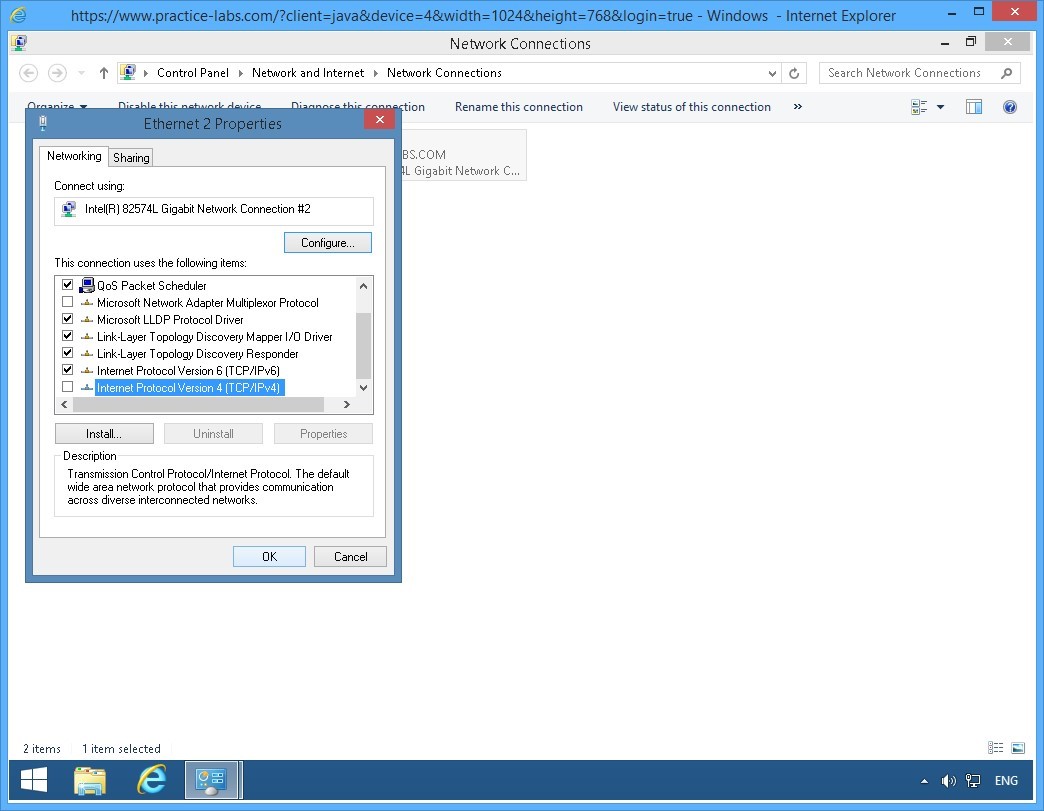 https://www.practice-labs.com/?client=java&device=4&width=1024&height=768&login=true - Windows - Internet Explorer
Network Connections
Control Panel Network and Internet Network Connections
Search Network Connections
Organize Disable this network device Diagnose this connection Rename this connection View status of this connection »
Ethernet 2 Properties
BS.COM
4L Gigabit Network C...
Networking
Sharing
Connect using:
Intel(R) 82574L Gigabit Network Connection #2
Configure...
This connection uses the following items:
QoS Packet Scheduler
Microsoft Network Adapter Multiplexor Protocol
Microsoft LLDP Protocol Driver
Link-Layer Topology Discovery Mapper I/O Driver
Link-Layer Topology Discovery Responder
Internet Protocol Version 6 (TCP/IPv6)
Internet Protocol Version 4 (TCP/IPv4)
Install... Uninstall Properties
Description
Transmission Control Protocol/Internet Protocol. The default
wide area network protocol that provides communication
across diverse interconnected networks.
OK Cancel
2 items 1 item selected
ENG